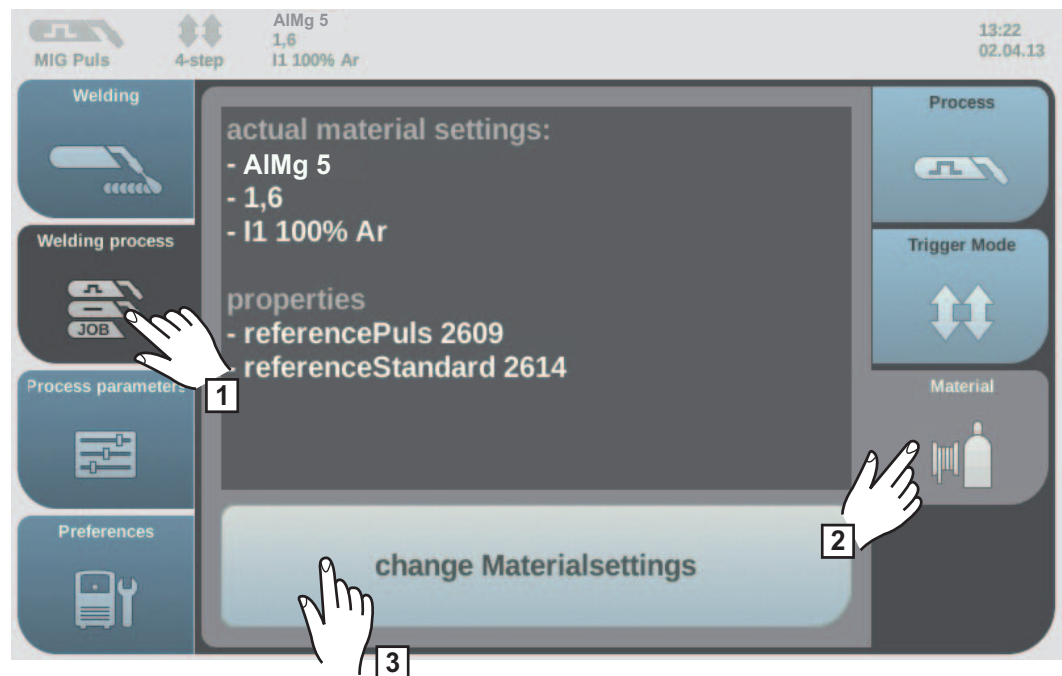 MIG Puls
4-step
AlMg 5
1,6
I1 100% Ar
13:22
02.04.13
Welding
Welding process
JOB
Process parameters
Preferences
actual material settings:
- AlMg 5
- 1,6
- I1 100% Ar
properties
- referencePuls 2609
- referenceStandard 2614
change Materialsettings
Process
Trigger Mode
Material
1
2
3